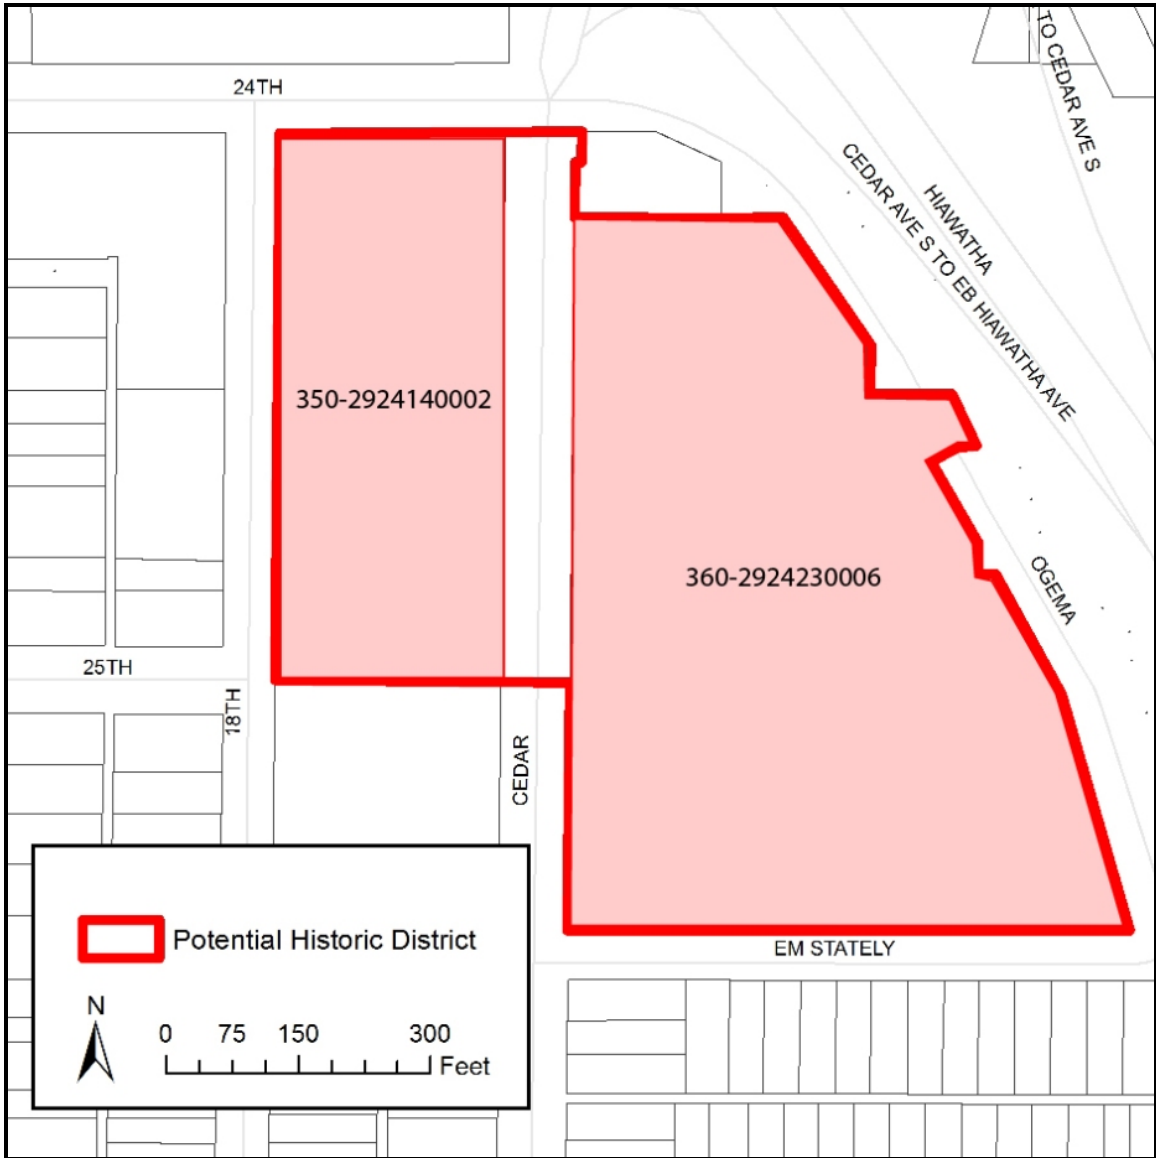 24TH
TO CEDAR AVE S
HIAWATHA
CEDAR AVE S TO EB HIAWATHA AVE
350-2924140002
360-2924230006
OGEMA
25TH
18TH
CEDAR
EM STATELY
Potential Historic District
N
0 75 150 300
Feet